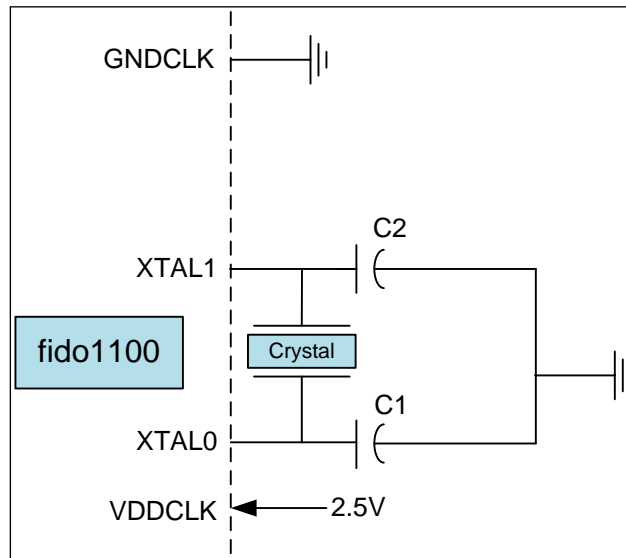 GNDCLK
C2
XTAL1
fido1100
Crystal
C1
XTAL0
VDDCLK
2.5V